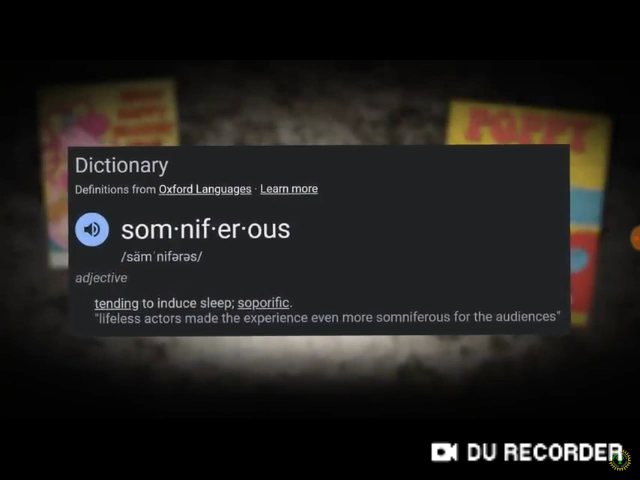 POPPY
Dictionary
Definitions from Oxford Languages · Learn more
som·nif·er·ous
/sämˈnifərəs/
adjective
tending to induce sleep; soporific.
"lifeless actors made the experience even more somniferous for the audiences"
DU RECORDER